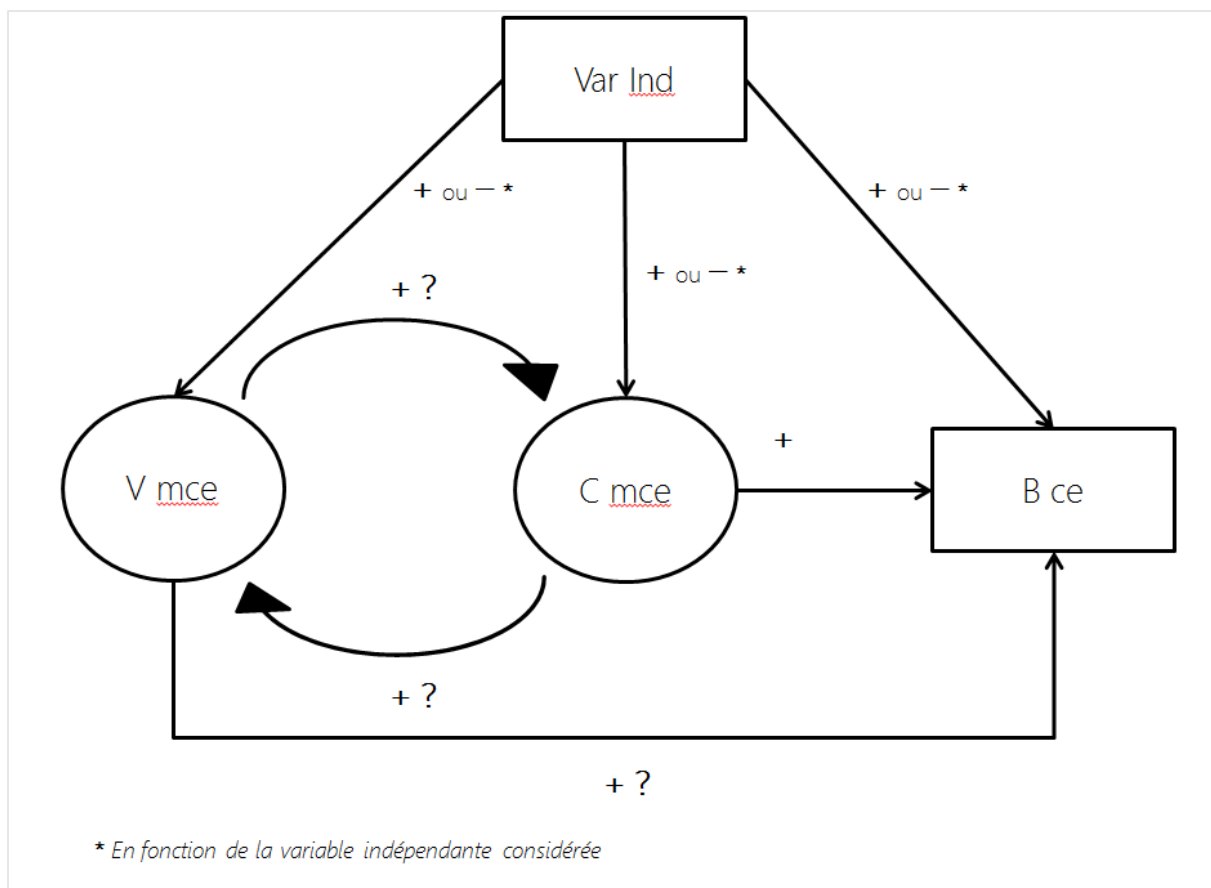 Var Ind
+ ou — *
+ ou — *
+ ou — *
+ ?
+
V mce
C mce
B ce
+ ?
+ ?
* En fonction de la variable indépendante considérée